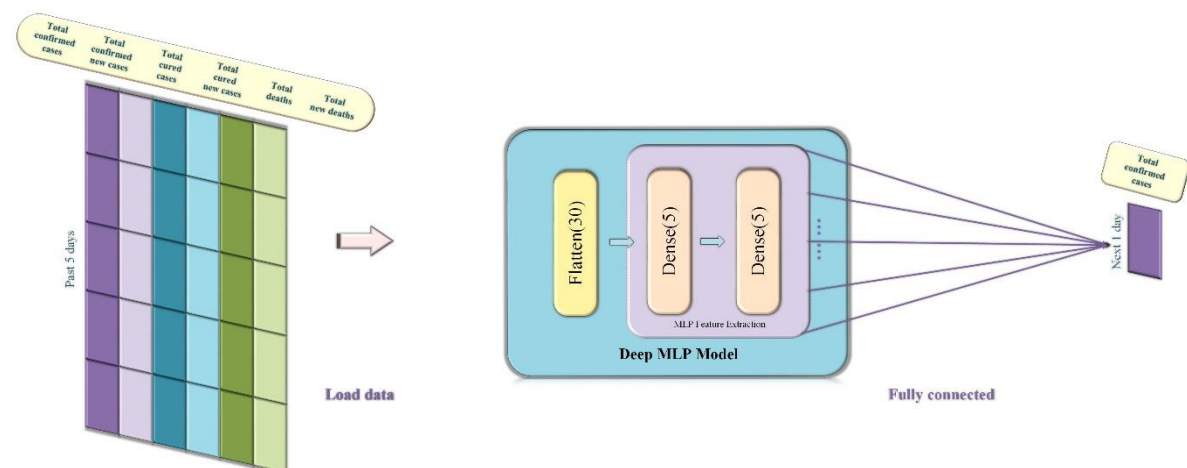 Total
confirmed
cases
Total
confirmed
new cases
Total
cured
cases
Total
cured
new cases
Total
deaths
Total
new deaths
Past 5 days
Load data
Flatten(30)
Dense(5)
Dense(5)
MLP Feature Extraction
Deep MLP Model
Fully connected
Total
confirmed
cases
Next 1 day